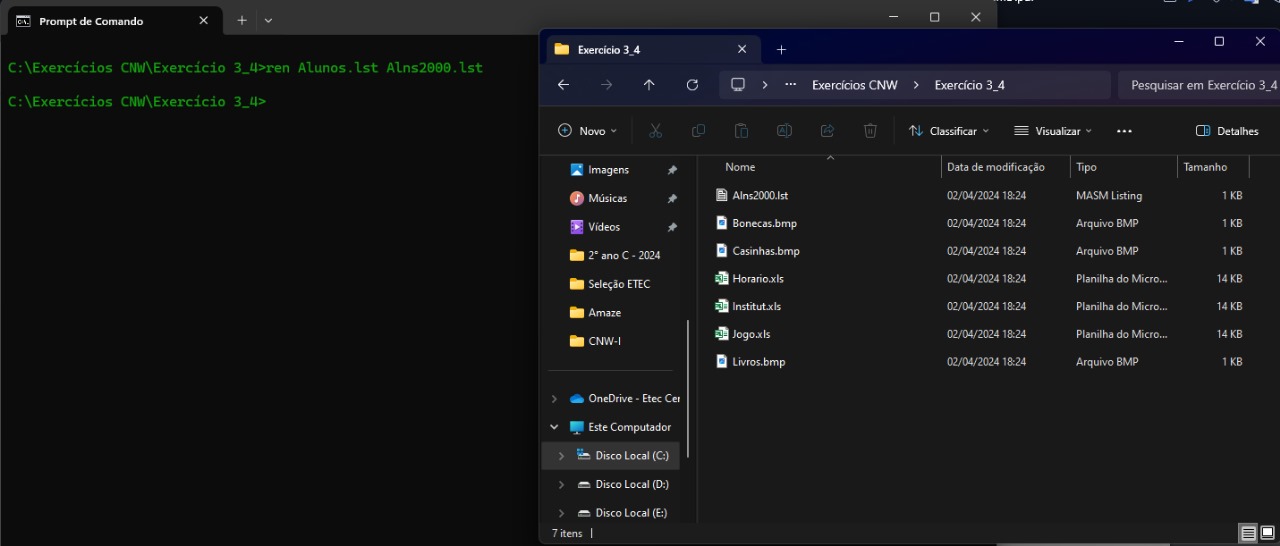 Prompt de Comando
C:\Exercícios CNW\Exercício 3_4>ren Alunos.lst Alns2000.lst
C:\Exercícios CNW\Exercício 3_4>
Exercício 3_4
Exercícios CNW > Exercício 3_4
Pesquisar em Exercício 3_4
Novo
Classificar
Visualizar
Detalhes
Imagens
Músicas
Vídeos
2° ano C - 2024
Seleção ETEC
Amaze
CNW-I
OneDrive - Etec Cer
Este Computador
Disco Local (C:)
Disco Local (D:)
Disco Local (E:)
Nome Data de modificação Tipo Tamanho
Alns2000.lst 02/04/2024 18:24 MASM Listing 1 KB
Bonecas.bmp 02/04/2024 18:24 Arquivo BMP 1 KB
Casinhas.bmp 02/04/2024 18:24 Arquivo BMP 1 KB
Horario.xls 02/04/2024 18:24 Planilha do Micro... 14 KB
Institut.xls 02/04/2024 18:24 Planilha do Micro... 14 KB
Jogo.xls 02/04/2024 18:24 Planilha do Micro... 14 KB
Livros.bmp 02/04/2024 18:24 Arquivo BMP 1 KB
7 itens